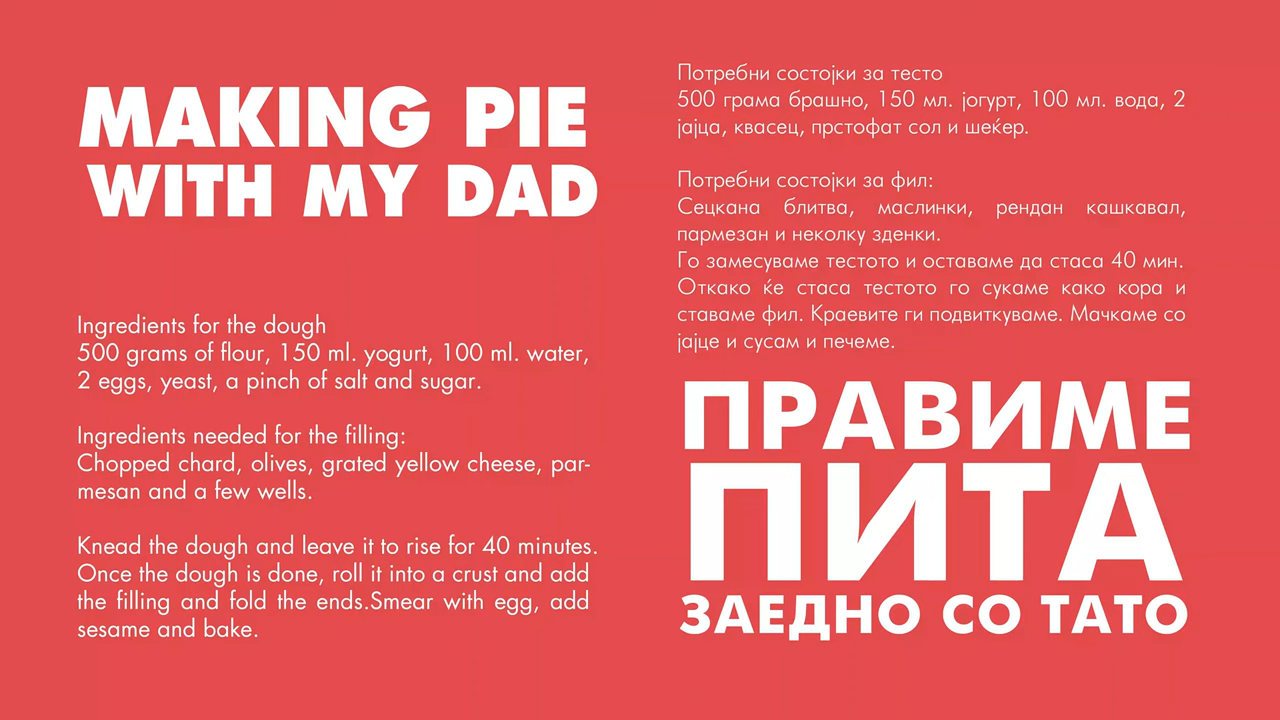 MAKING PIE
WITH MY DAD
Ingredients for the dough
500 grams of flour, 150 ml. yogurt, 100 ml. water,
2 eggs, yeast, a pinch of salt and sugar.
Ingredients needed for the filling:
Chopped chard, olives, grated yellow cheese, par-
mesan and a few wells.
Knead the dough and leave it to rise for 40 minutes.
Once the dough is done, roll it into a crust and add
the filling and fold the ends.Smear with egg, add
sesame and bake.
Потребни состојки за тесто
500 грама брашно, 150 мл. јогурт, 100 мл. вода, 2
јајца, квасец, прстофат сол и шеќер.
Потребни состојки за фил:
Сецкана блитва, маслинки, рендан кашкавал,
пармезан и неколку зденки.
Го замесуваме тестото и оставаме да стаса 40 мин.
Откако ќе стаса тестото го сукаме како кора и
ставаме фил. Краевите ги подвиткуваме. Мачкаме со
јајце и сусам и печеме.
ПРАВИМЕ
ПИТА
ЗАЕДНО СО ТАТО